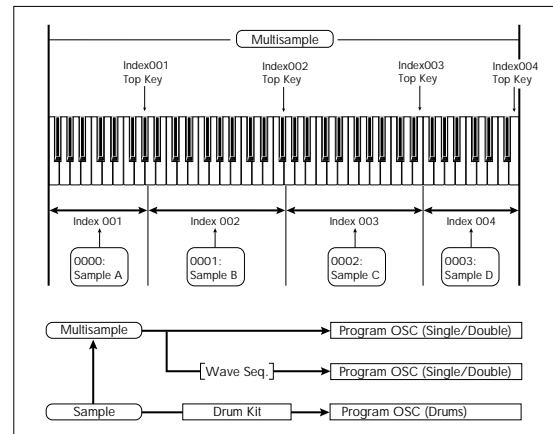 Multisample
Index001
Top Key
Index002
Top Key
Index003
Top Key
Index004
Top Key
Index 001
Index 002
Index 003
Index 004
0000:
Sample A
0001:
Sample B
0002:
Sample C
0003:
Sample D
Multisample
Program OSC (Single/Double)
[Wave Seq.]
Program OSC (Single/Double)
Sample
Drum Kit
Program OSC (Drums)